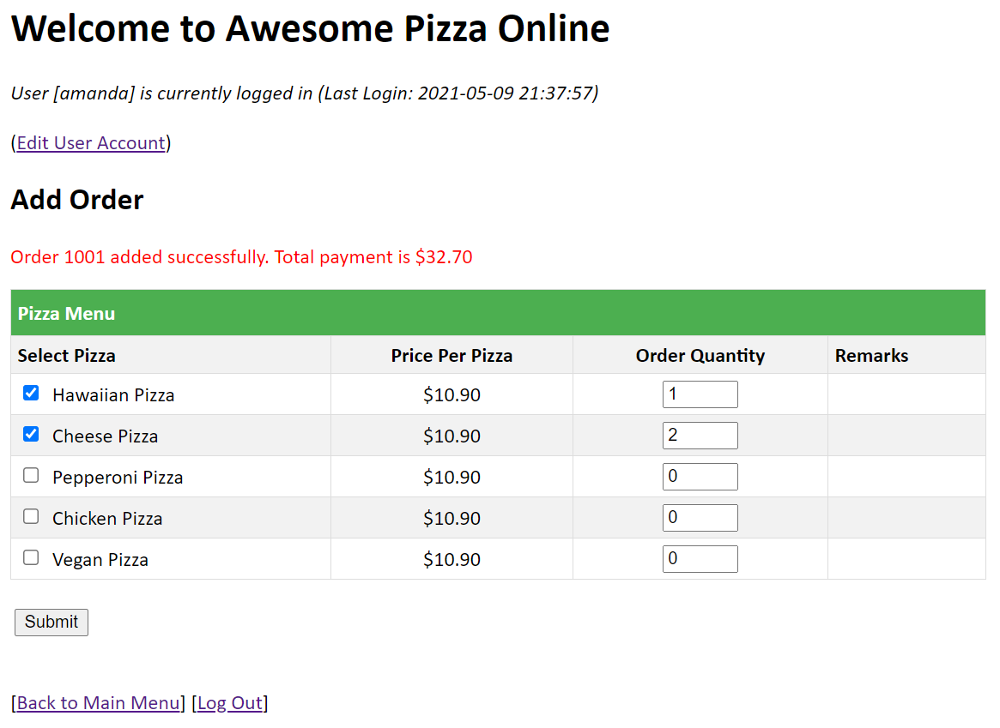 Welcome to Awesome Pizza Online
User [amanda] is currently logged in (Last Login: 2021-05-09 21:37:57)
(Edit User Account)
Add Order
Order 1001 added successfully. Total payment is $32.70
Pizza Menu
Select Pizza Price Per Pizza Order Quantity Remarks
Hawaiian Pizza $10.90 1
Cheese Pizza $10.90 2
Pepperoni Pizza $10.90 0
Chicken Pizza $10.90 0
Vegan Pizza $10.90 0
Submit
[Back to Main Menu] [Log Out]